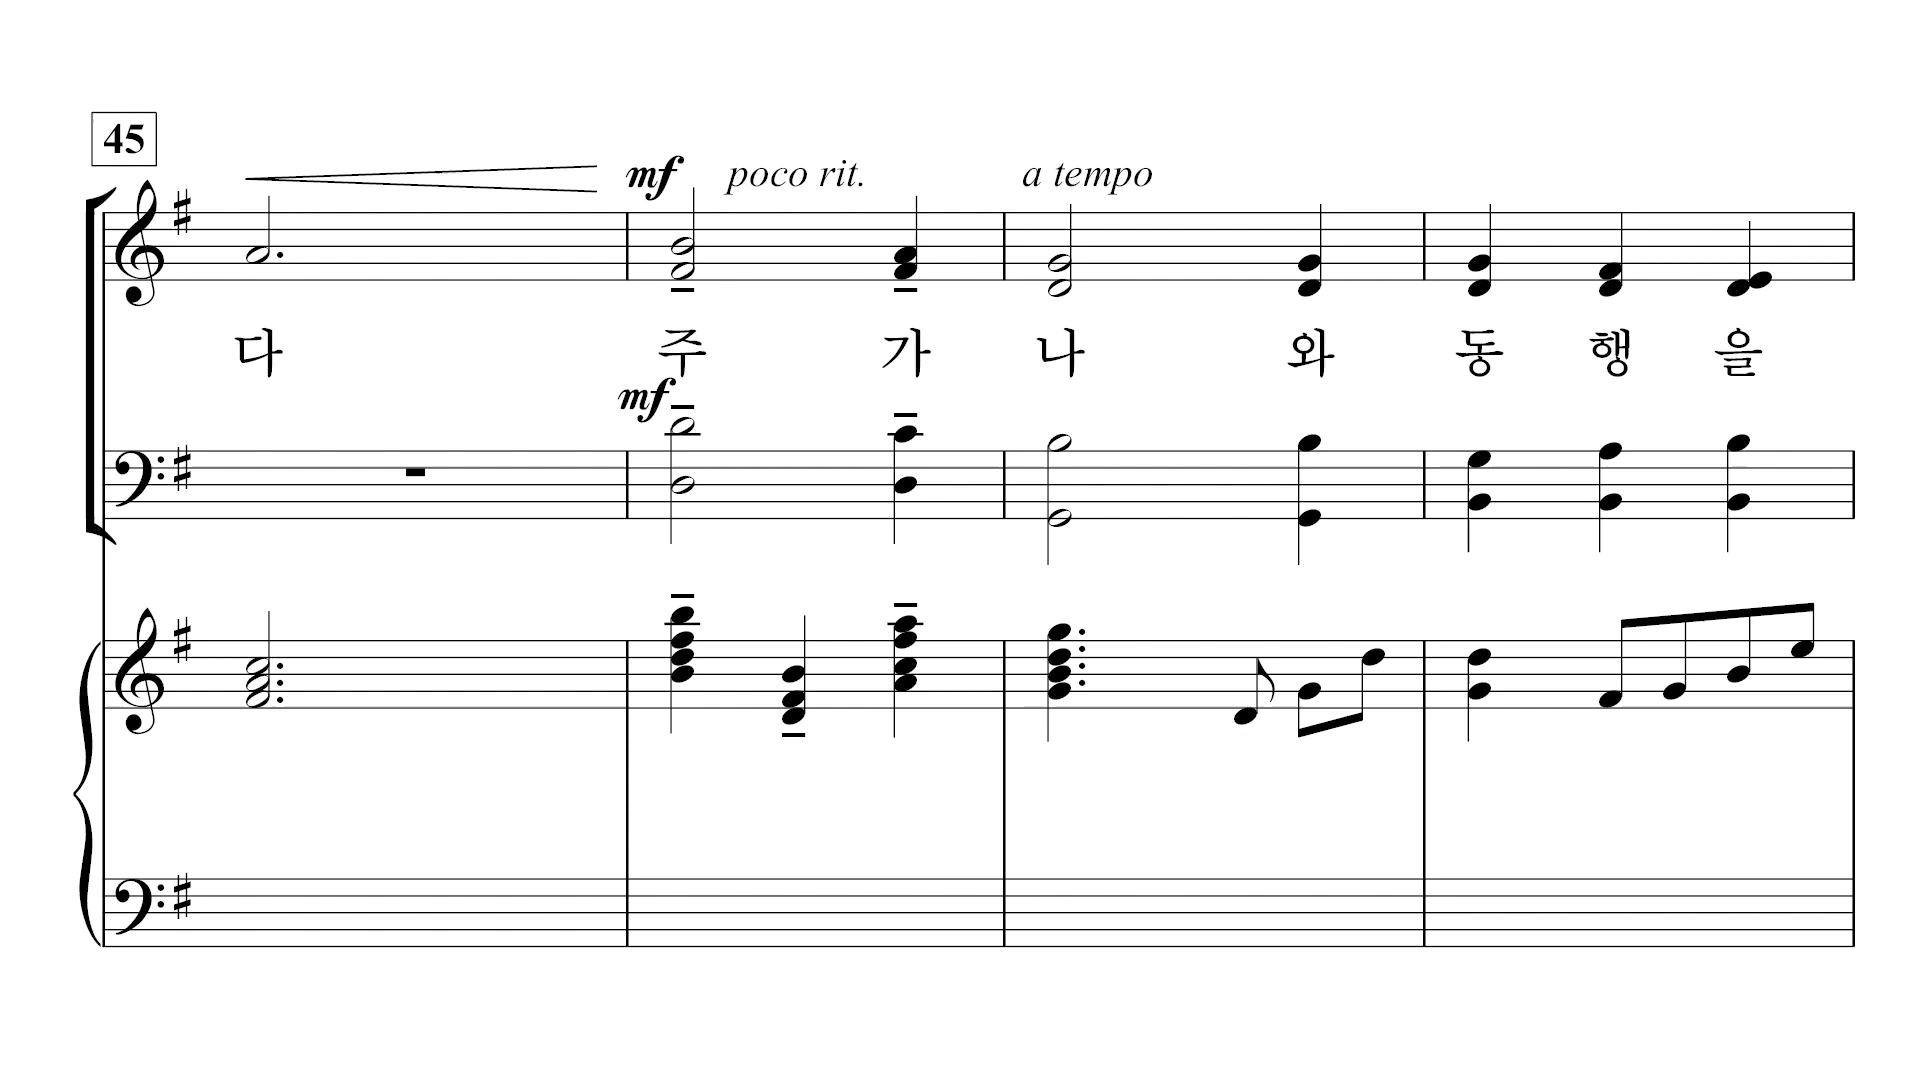 45
mf poco rit. a tempo
다 주 가 나 와 동 행 을
mf